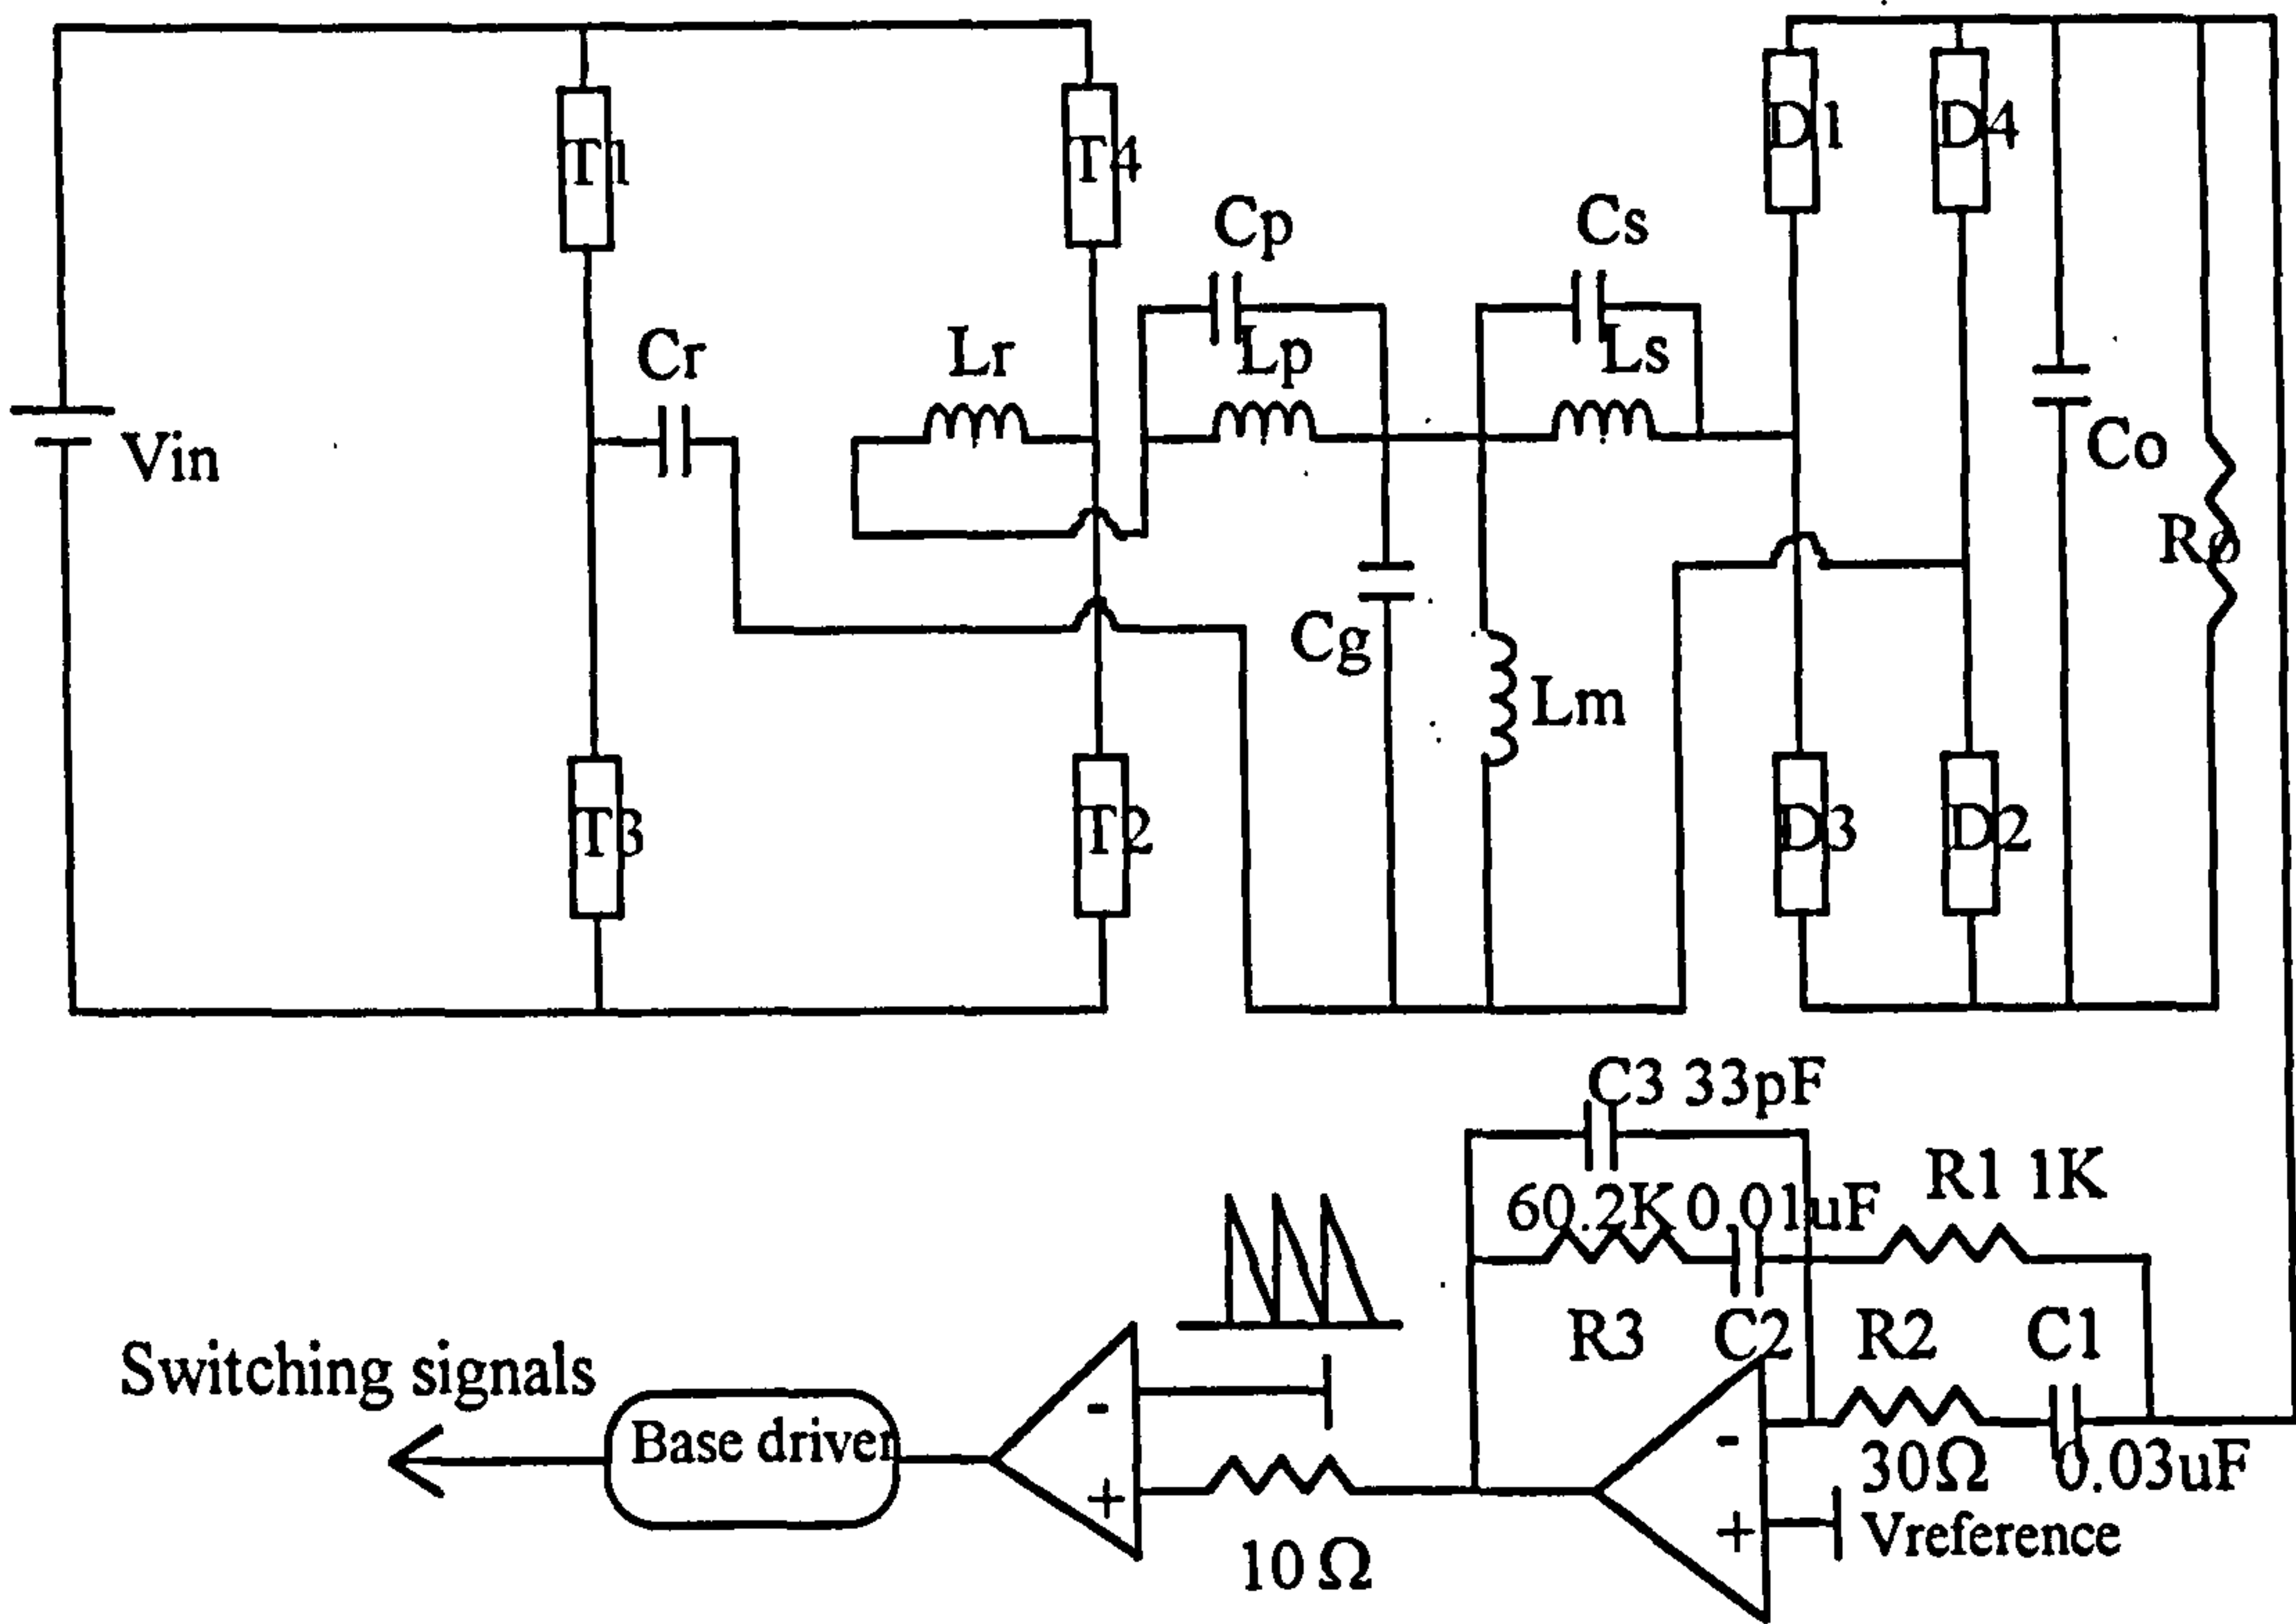 T1
T4
D1
D4
Cp
Cs
Cr
Lr
Lp
Ls
Vin
Co
Ro
Cg
Lm
T3
T2
D3
D2
C3 33pF
R1 1K
60.2K 0.01uF
R3
C2
R2
C1
Switching signals
Base driver
-
+
10 Ω
-
+
30Ω
0.03uF
Vreference